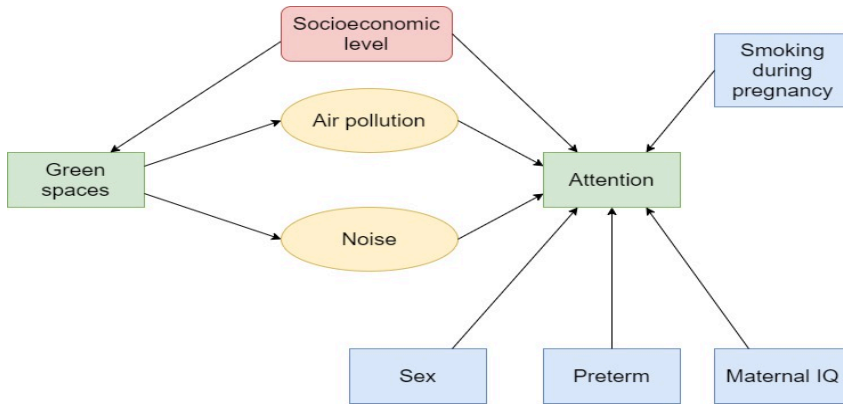 Socioeconomic
level
Smoking
during
pregnancy
Air pollution
Green
spaces
Attention
Noise
Sex
Preterm
Maternal IQ